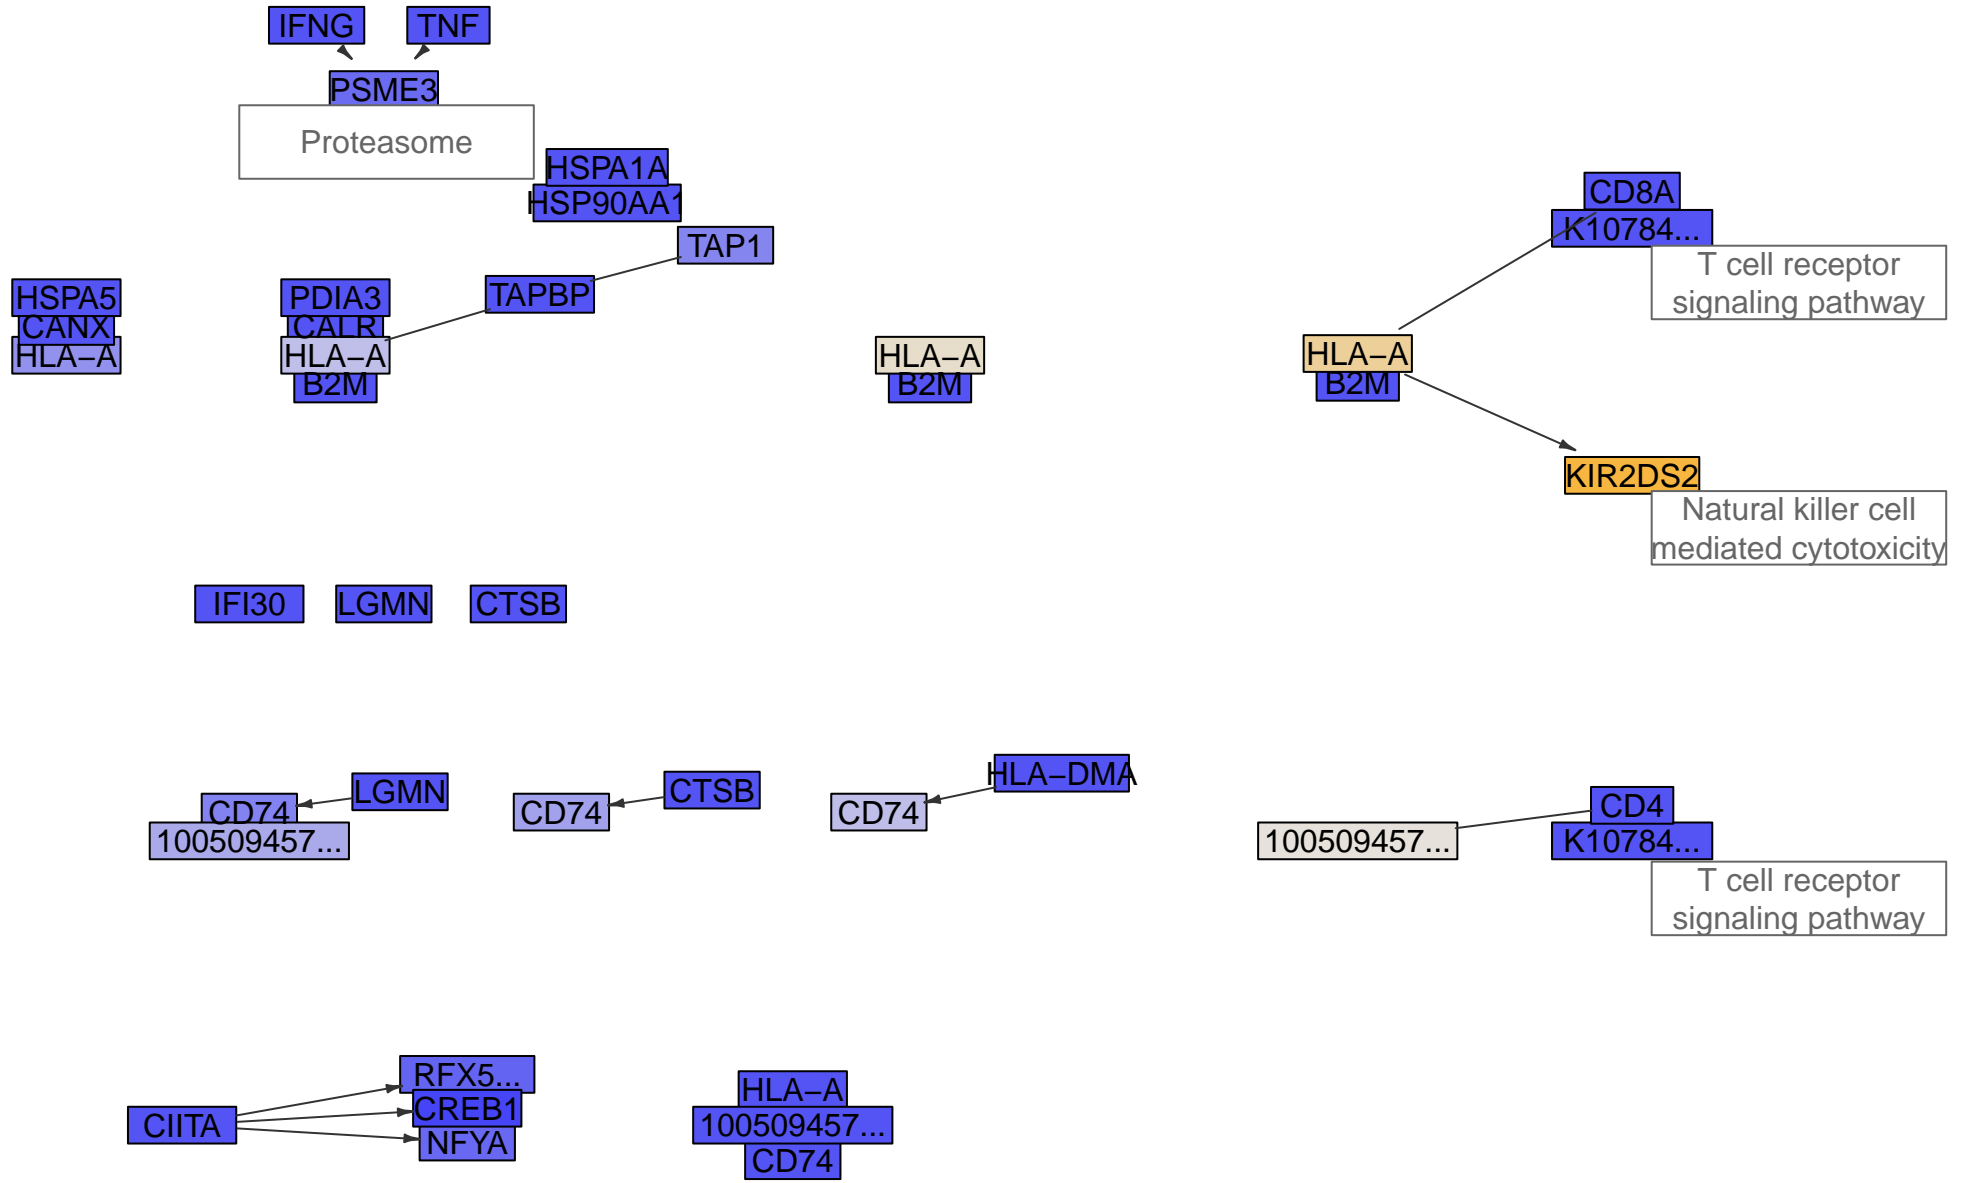 IFNG
TNF
PSME3
Proteasome
HSPA1A
HSP90AA1
CD8A
K10784...
TAP1
T cell receptor
signaling pathway
HSPA5
PDIA3
TAPBP
CANX
CALR
HLA−A
HLA−A
HLA−A
HLA−A
B2M
B2M
B2M
KIR2DS2
Natural killer cell
mediated cytotoxicity
IFI30
LGMN
CTSB
HLA−DMA
LGMN
CTSB
CD74
CD74
CD74
CD4
100509457...
100509457...
K10784...
T cell receptor
signaling pathway
RFX5...
HLA−A
CREB1
CIITA
100509457...
NFYA
CD74